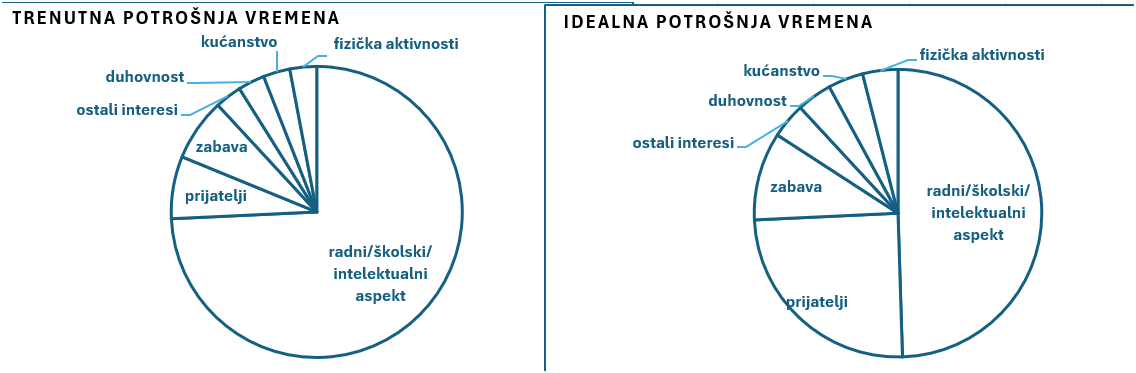 TRENUTNA POTROŠNJA VREMENA
kućanstvo
fizička aktivnosti
duhovnost
ostali interesi
zabava
prijatelji
radni/školski/
intelektualni
aspekt
IDEALNA POTROŠNJA VREMENA
fizička aktivnosti
kućanstvo
duhovnost
ostali interesi
zabava
radni/školski/
intelektualni
aspekt
prijatelji